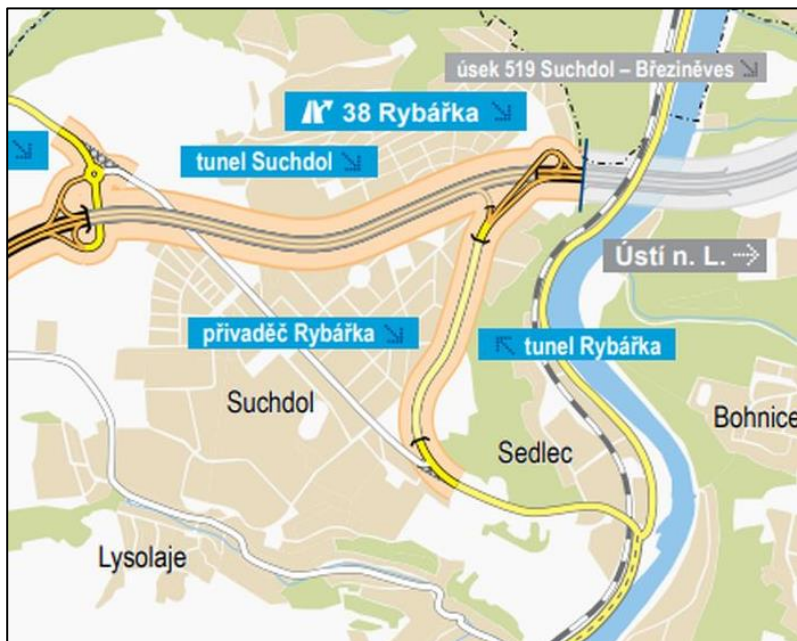 úsek 519 Suchdol – Březiněves
38 Rybářka
tunel Suchdol
Ústí n. L.
přivaděč Rybářka
tunel Rybářka
Suchdol
Bohnice
Sedlec
Lysolaje